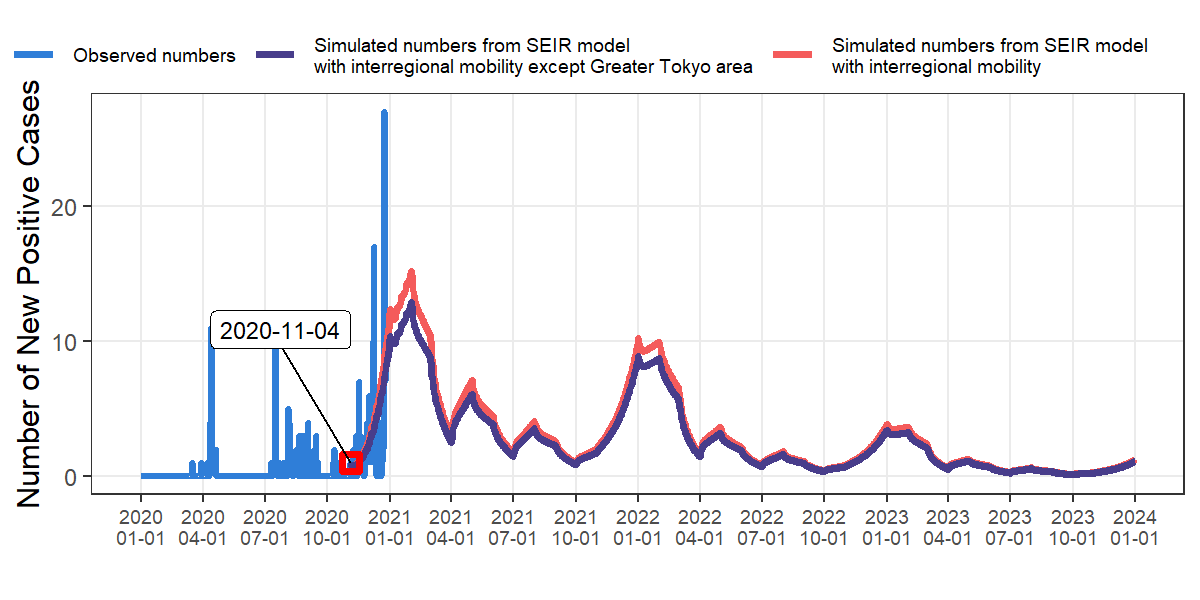 Observed numbers
Simulated numbers from SEIR model
with interregional mobility except Greater Tokyo area
Simulated numbers from SEIR model
with interregional mobility
Number of New Positive Cases
20
10
0
2020-11-04
2020 2020 2020 2020 2021 2021 2021 2021 2022 2022 2022 2022 2023 2023 2023 2023 2024
01-01 04-01 07-01 10-01 01-01 04-01 07-01 10-01 01-01 04-01 07-01 10-01 01-01 04-01 07-01 10-01 01-01